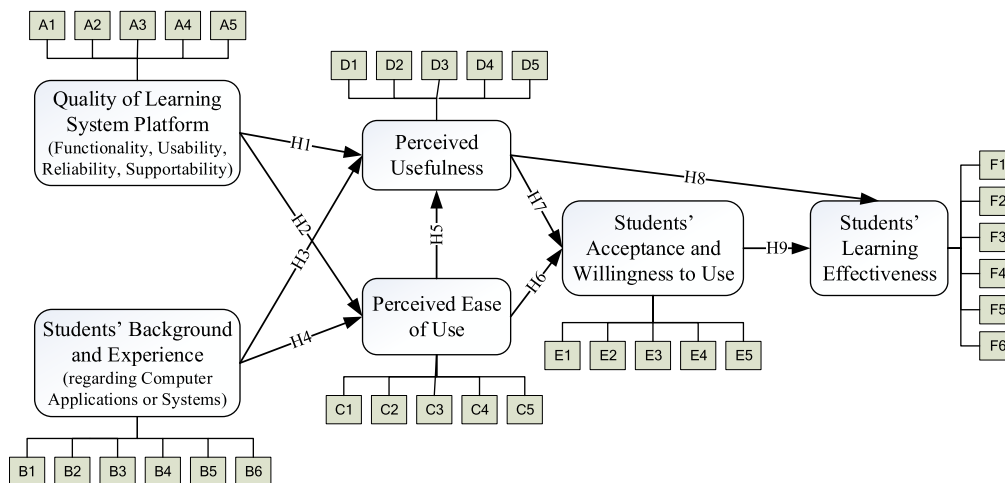 A1 A2 A3 A4 A5
Quality of Learning
System Platform
(Functionality, Usability,
Reliability, Supportability)
D1 D2 D3 D4 D5
Perceived
Usefulness
H1
H2
H3
H4
H5
H6
H7
H8
H9
Students' Background
and Experience
(regarding Computer
Applications or Systems)
B1 B2 B3 B4 B5 B6
Perceived Ease
of Use
C1 C2 C3 C4 C5
Students'
Acceptance and
Willingness to Use
E1 E2 E3 E4 E5
Students'
Learning
Effectiveness
F1
F2
F3
F4
F5
F6